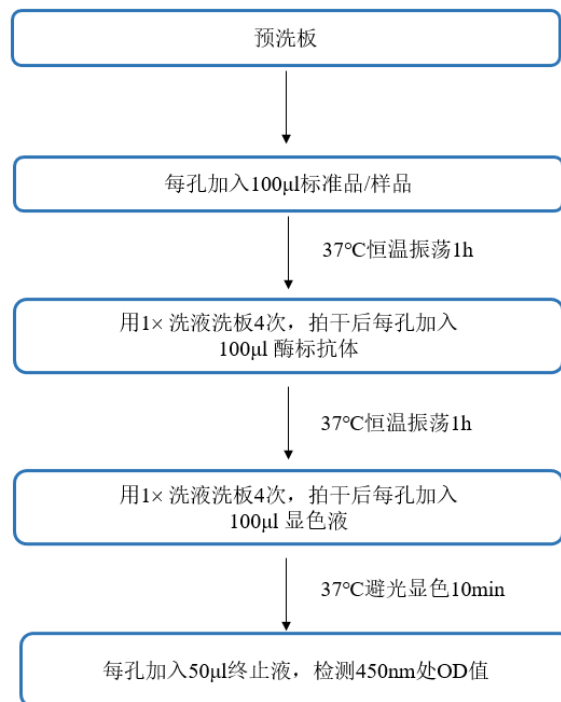 预洗板
每孔加入100μl标准品/样品
37℃恒温振荡1h
用1× 洗液洗板4次，拍干后每孔加入
100μl 酶标抗体
37℃恒温振荡1h
用1× 洗液洗板4次，拍干后每孔加入
100μl 显色液
37℃避光显色10min
每孔加入50μl终止液，检测450nm处OD值